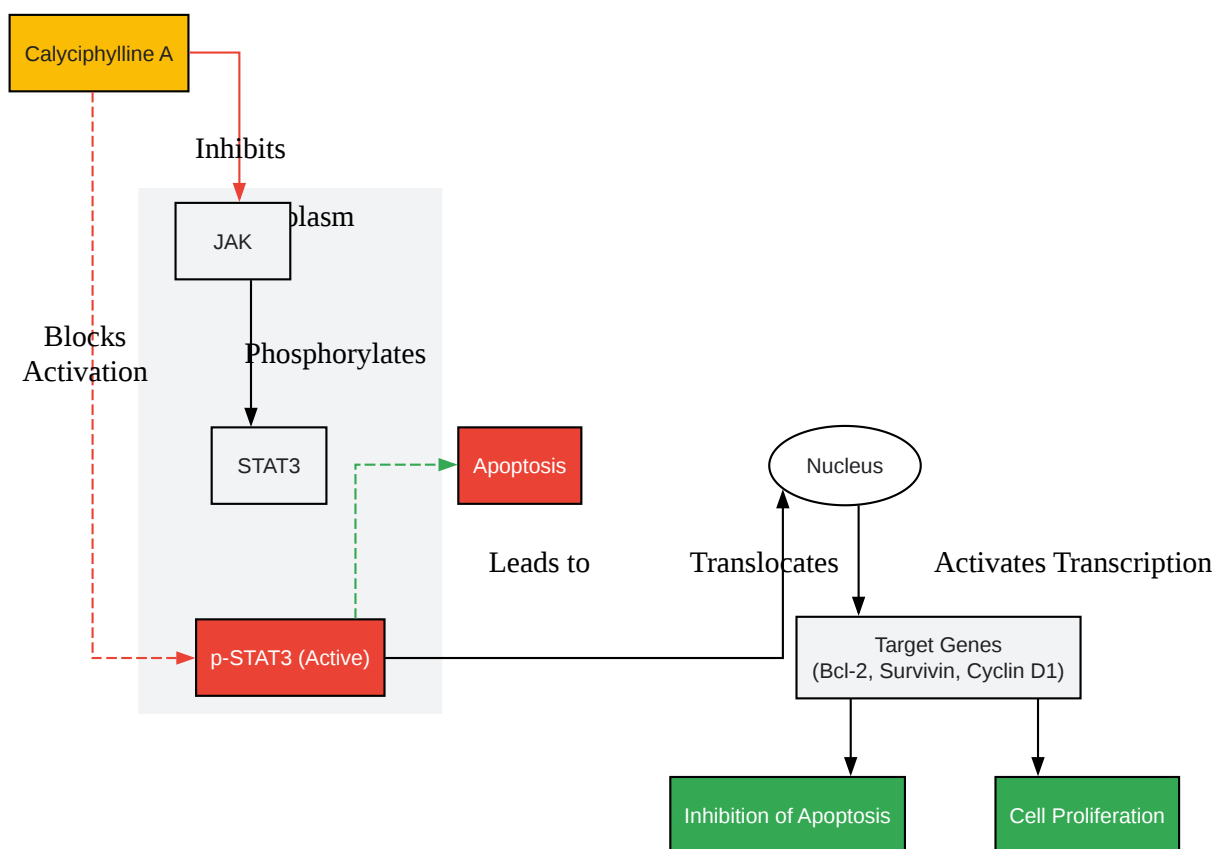 Calyciphylline A
Inhibits
plasm
JAK
Blocks
Activation
Phosphorylates
STAT3
Apoptosis
Nucleus
Leads to
Translocates
Activates Transcription
p-STAT3 (Active)
Target Genes
(Bcl-2, Survivin, Cyclin D1)
Inhibition of Apoptosis
Cell Proliferation